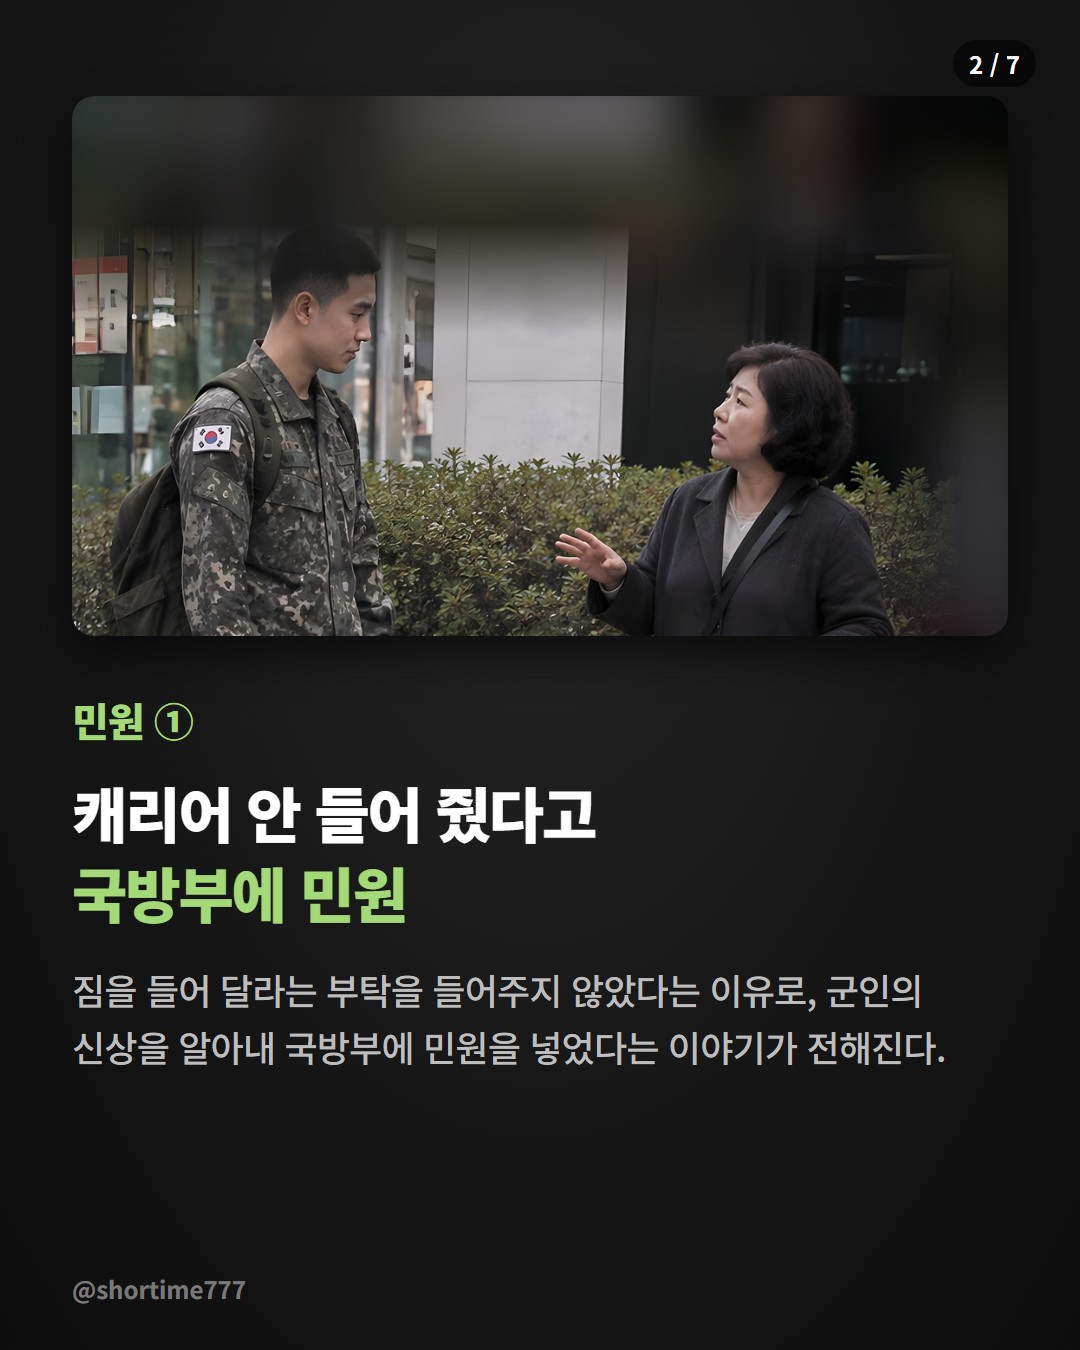 2 / 7
민원 ①
캐리어 안 들어 줬다고
국방부에 민원
짐을 들어 달라는 부탁을 들어주지 않았다는 이유로, 군인의
신상을 알아내 국방부에 민원을 넣었다는 이야기가 전해진다.
@shortime777